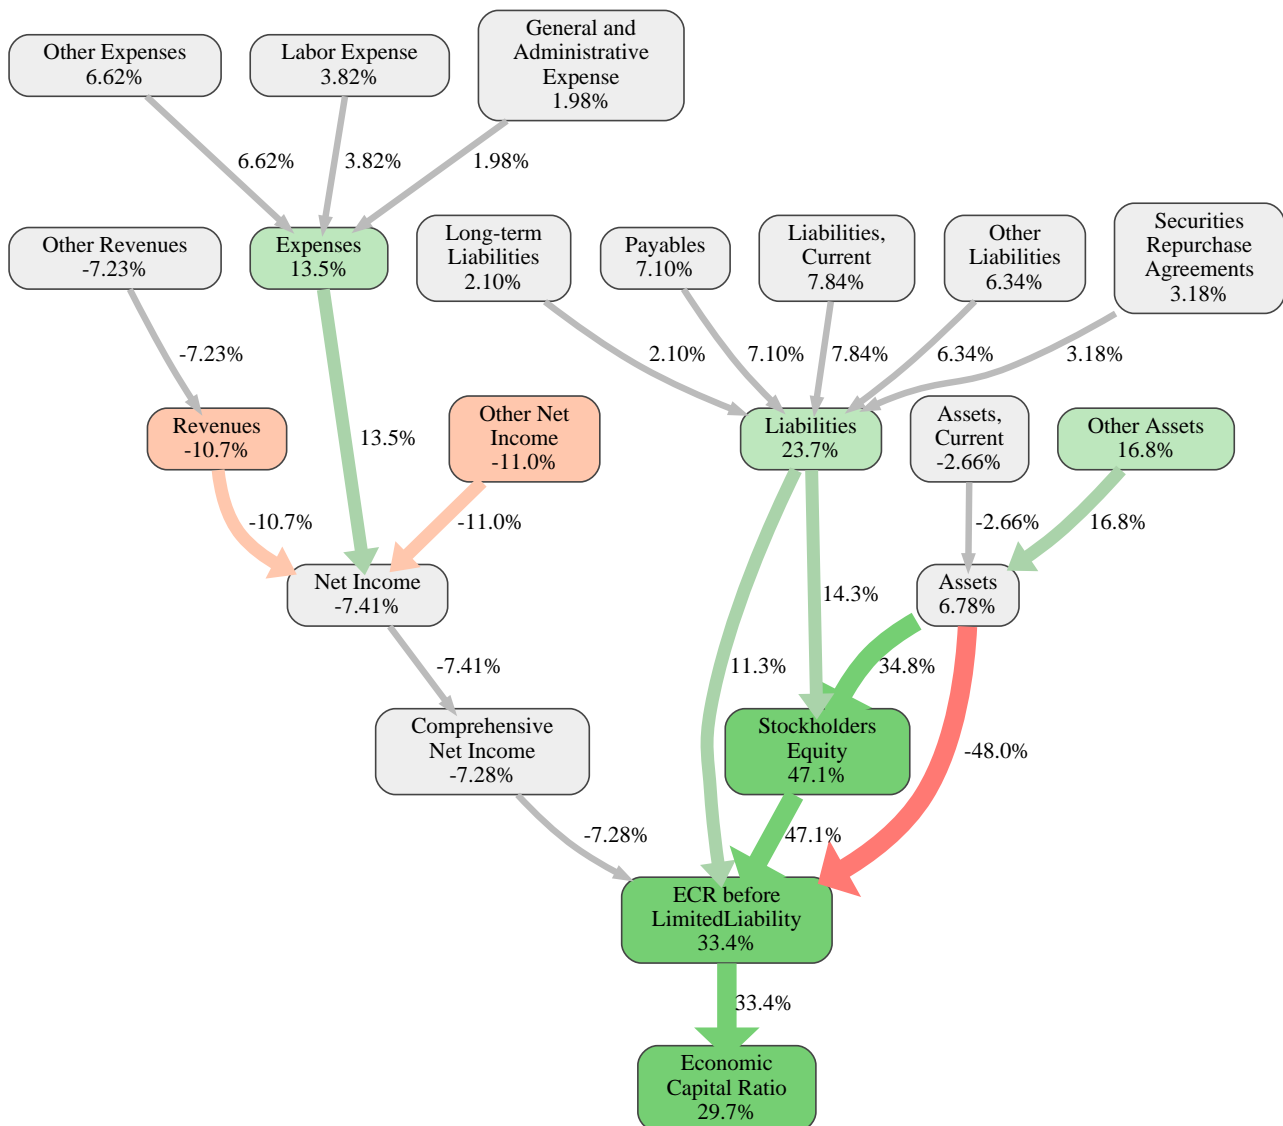 Other Expenses
6.62%
Labor Expense
3.82%
General and
Administrative
Expense
1.98%
6.62%
3.82%
1.98%
Other Revenues
-7.23%
Expenses
13.5%
Long-term
Liabilities
2.10%
Payables
7.10%
Liabilities,
Current
7.84%
Other
Liabilities
6.34%
Securities
Repurchase
Agreements
3.18%
-7.23%
2.10%
7.10%
7.84%
6.34%
3.18%
Revenues
-10.7%
13.5%
Other Net
Income
-11.0%
Liabilities
23.7%
Assets,
Current
-2.66%
Other Assets
16.8%
-10.7%
-11.0%
-2.66%
16.8%
Net Income
-7.41%
14.3%
Assets
6.78%
-7.41%
11.3%
34.8%
Comprehensive
Net Income
-7.28%
Stockholders
Equity
47.1%
-48.0%
-7.28%
47.1%
ECR before
LimitedLiability
33.4%
33.4%
Economic
Capital Ratio
29.7%